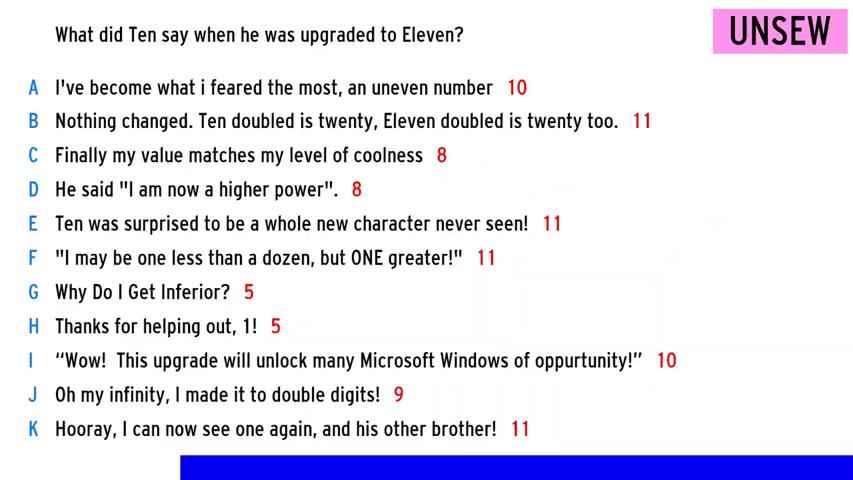 What did Ten say when he was upgraded to Eleven?
UNSEW
A I've become what i feared the most, an uneven number 10
B Nothing changed. Ten doubled is twenty, Eleven doubled is twenty too. 11
C Finally my value matches my level of coolness 8
D He said "I am now a higher power". 8
E Ten was surprised to be a whole new character never seen! 11
F "I may be one less than a dozen, but ONE greater!" 11
G Why Do I Get Inferior? 5
H Thanks for helping out, 1! 5
I “Wow! This upgrade will unlock many Microsoft Windows of oppurtunity!” 10
J Oh my infinity, I made it to double digits! 9
K Hooray, I can now see one again, and his other brother! 11